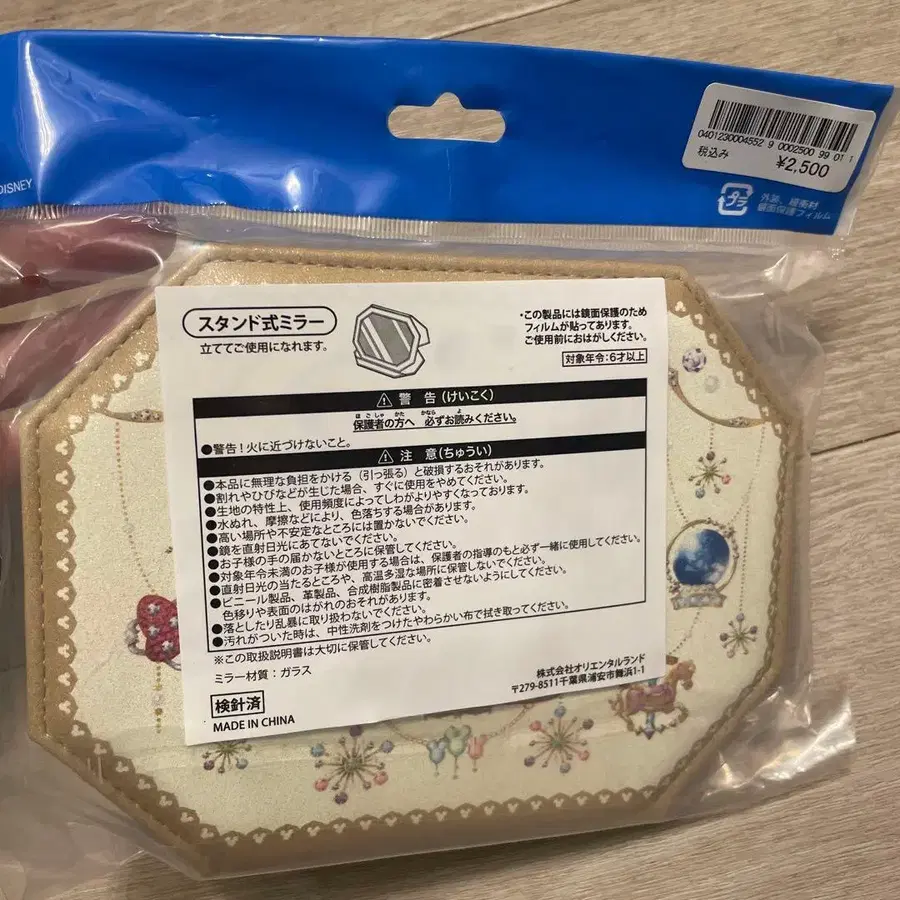 DISNEY
0401230004552 9 0002500 99 01 1
税込み ¥2,500
プラ
外装、緩衝材
鏡面保護フィルム
スタンド式ミラー
立ててご使用になれます。
・この製品には鏡面保護のため
フィルムが貼ってあります。
ご使用前におはがしください。
対象年令:6才以上
警告(けいこく)
ほごしゃ かた かなら よ
保護者の方へ 必ずお読みください。
●警告!火に近づけないこと。
注意(ちゅうい)
●本品に無理な負担をかける(引っ張る)と破損するおそれがあります。
●割れやひびなどが生じた場合、すぐに使用をやめてください。
●生地の特性上、使用頻度によってしわがよりやすくなっております。
●水ぬれ、摩擦などにより、色落ちする場合があります。
●高い場所や不安定なところには置かないでください。
●鏡を直射日光にあてないでください。
●お子様の手の届かないところに保管してください。
●対象年令未満のお子様が使用する場合は、保護者の指導のもと必ず一緒に使用してください。
●直射日光の当たるところや、高温多湿な場所に保管しないでください。
●ビニール製品、革製品、合成樹脂製品に密着させないようにしてください。
色移りや表面のはがれのおそれがあります。
●落としたり乱暴に取り扱わないでください。
●汚れがついた時は、中性洗剤をつけたやわらかい布で拭き取ってください。
※この取扱説明書は大切に保管してください。
ミラー材質:ガラス
株式会社オリエンタルランド
〒279-8511千葉県浦安市舞浜1-1
検針済
MADE IN CHINA